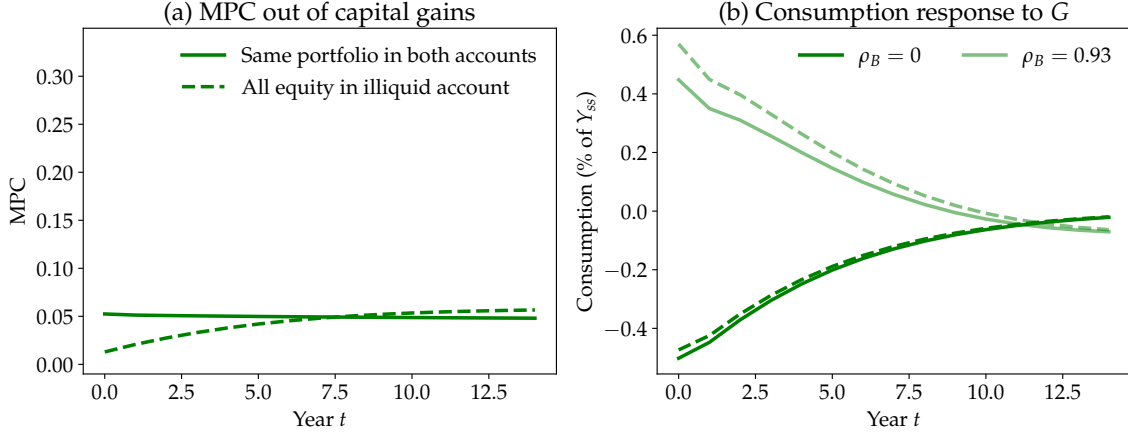 (a) MPC out of capital gains
Same portfolio in both accounts
All equity in illiquid account
MPC
0.30
0.25
0.20
0.15
0.10
0.05
0.00
0.0 2.5 5.0 7.5 10.0 12.5
Year t
(b) Consumption response to G
ρ_B = 0 ρ_B = 0.93
Consumption (% of Y_ss)
0.6
0.4
0.2
0.0
−0.2
−0.4
0.0 2.5 5.0 7.5 10.0 12.5
Year t